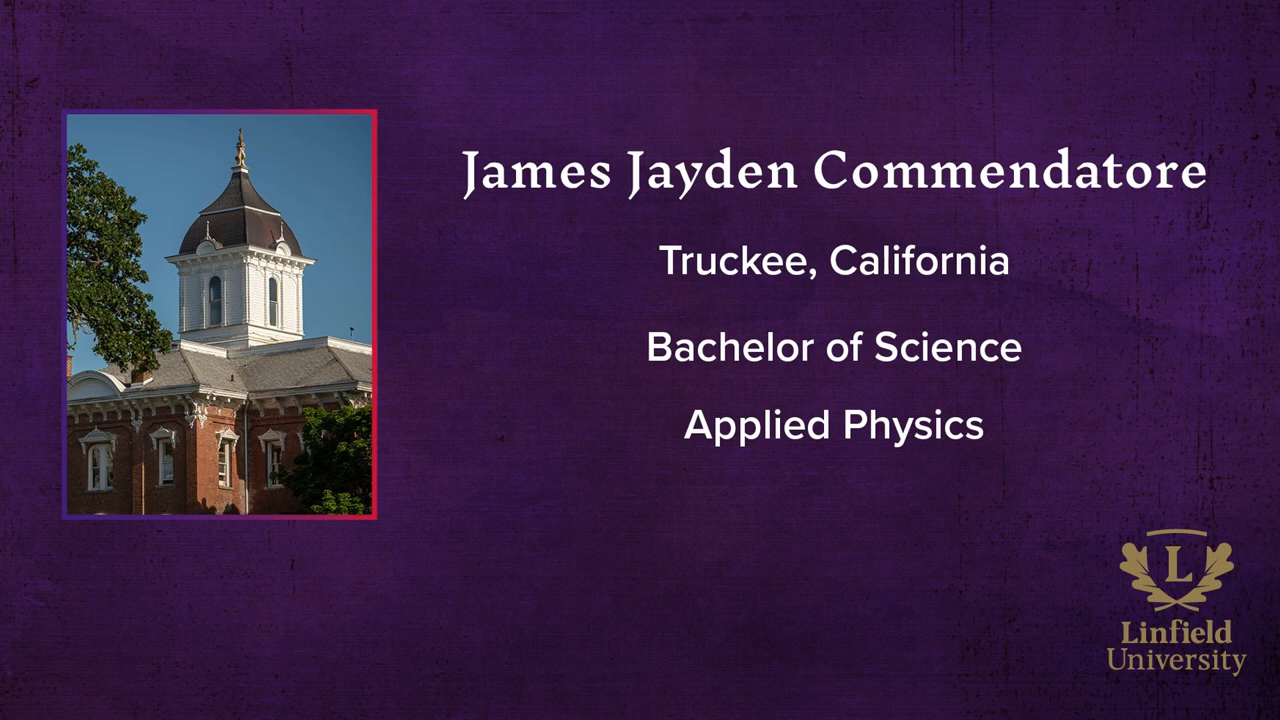 James Jayden Commendatore
Truckee, California
Bachelor of Science
Applied Physics
L
Linfield
University